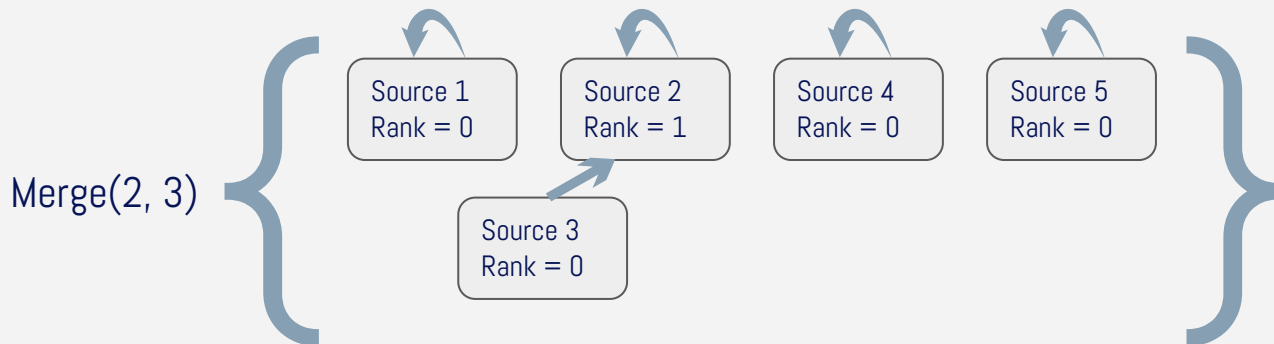 Source 1
Rank = 0
Source 2
Rank = 1
Source 4
Rank = 0
Source 5
Rank = 0
Merge(2, 3)
Source 3
Rank = 0